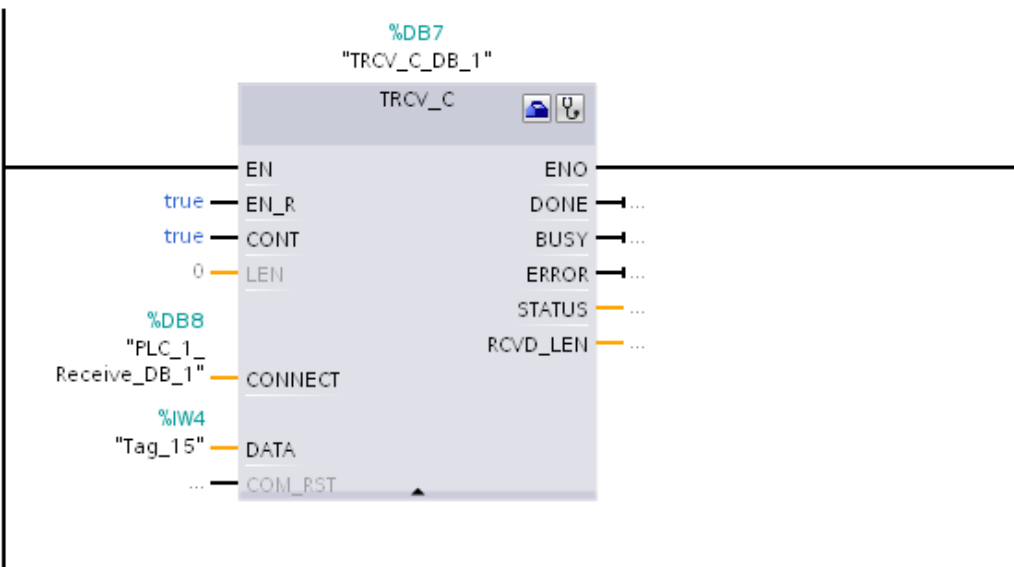 %DB7
"TRCV_C_DB_1"
TRCV_C
EN ENO
true EN_R DONE ...
true CONT BUSY ...
0 LEN ERROR ...
STATUS ...
%DB8
"PLC_1_
RCVD_LEN ...
Receive_DB_1" CONNECT
%IW4
"Tag_15" DATA
... COM_RST